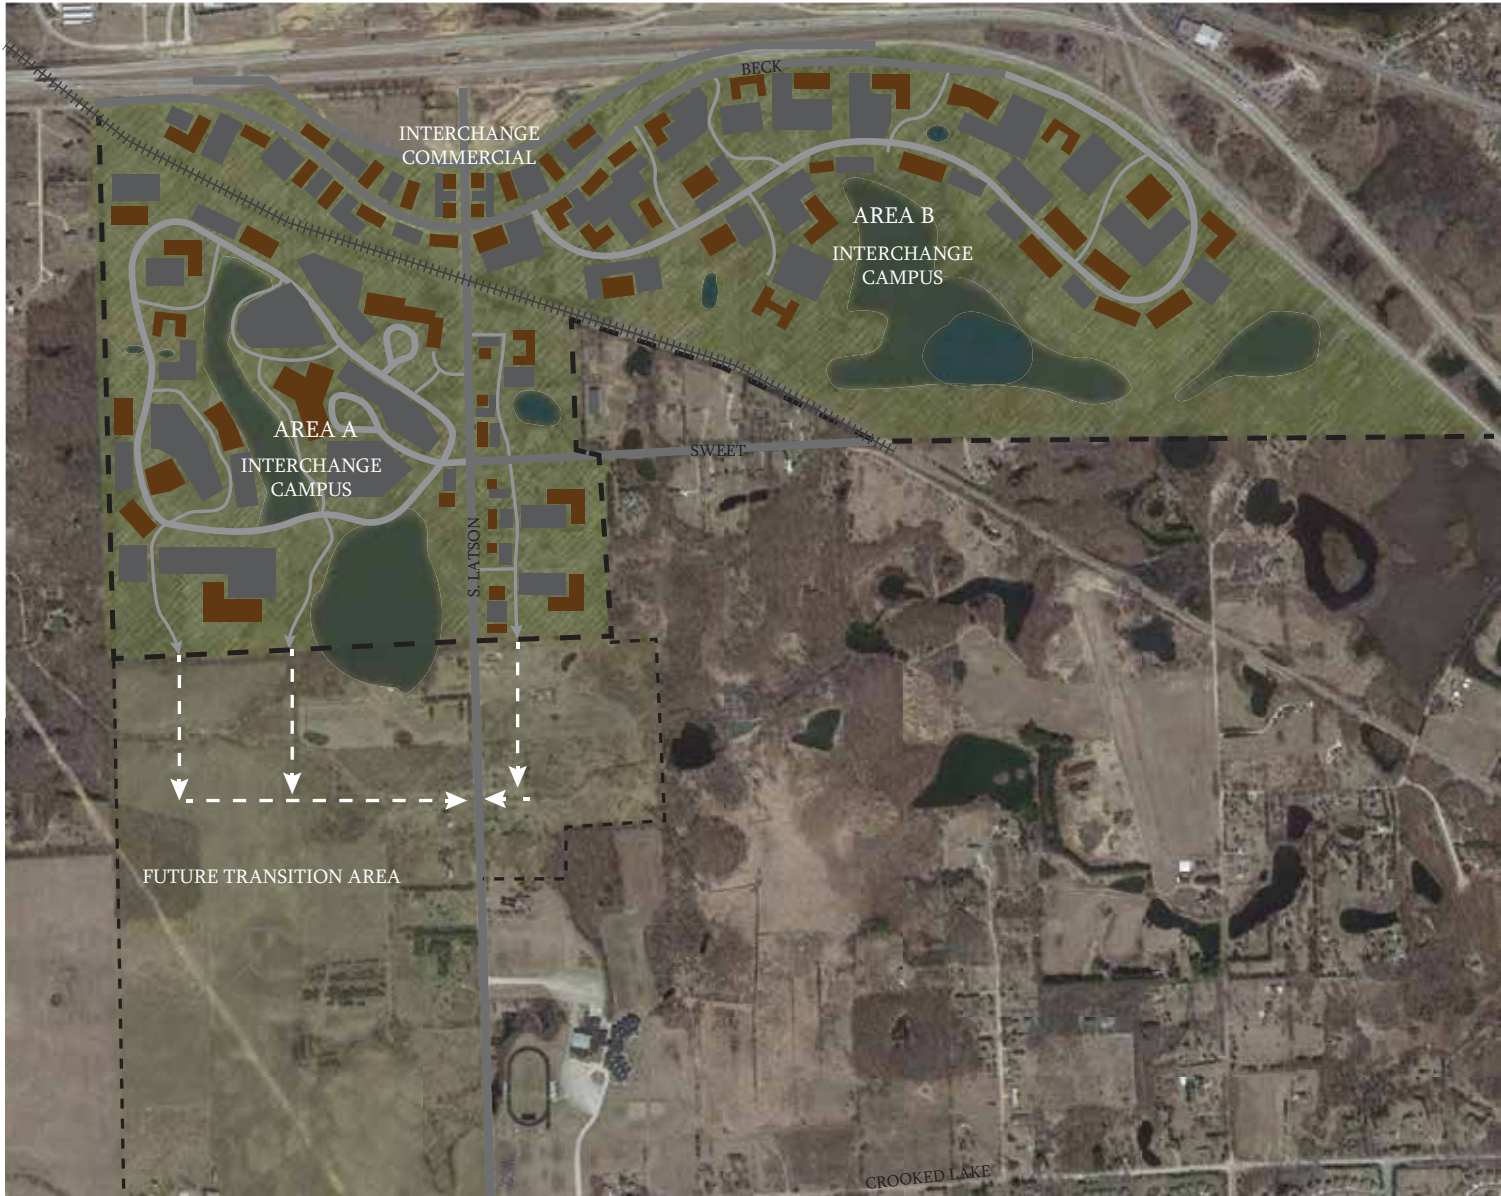 BECK
INTERCHANGE
COMMERCIAL
AREA B
INTERCHANGE
CAMPUS
AREA A
INTERCHANGE
CAMPUS
SWEET
S. LATSON
FUTURE TRANSITION AREA
CROOKED LAKE